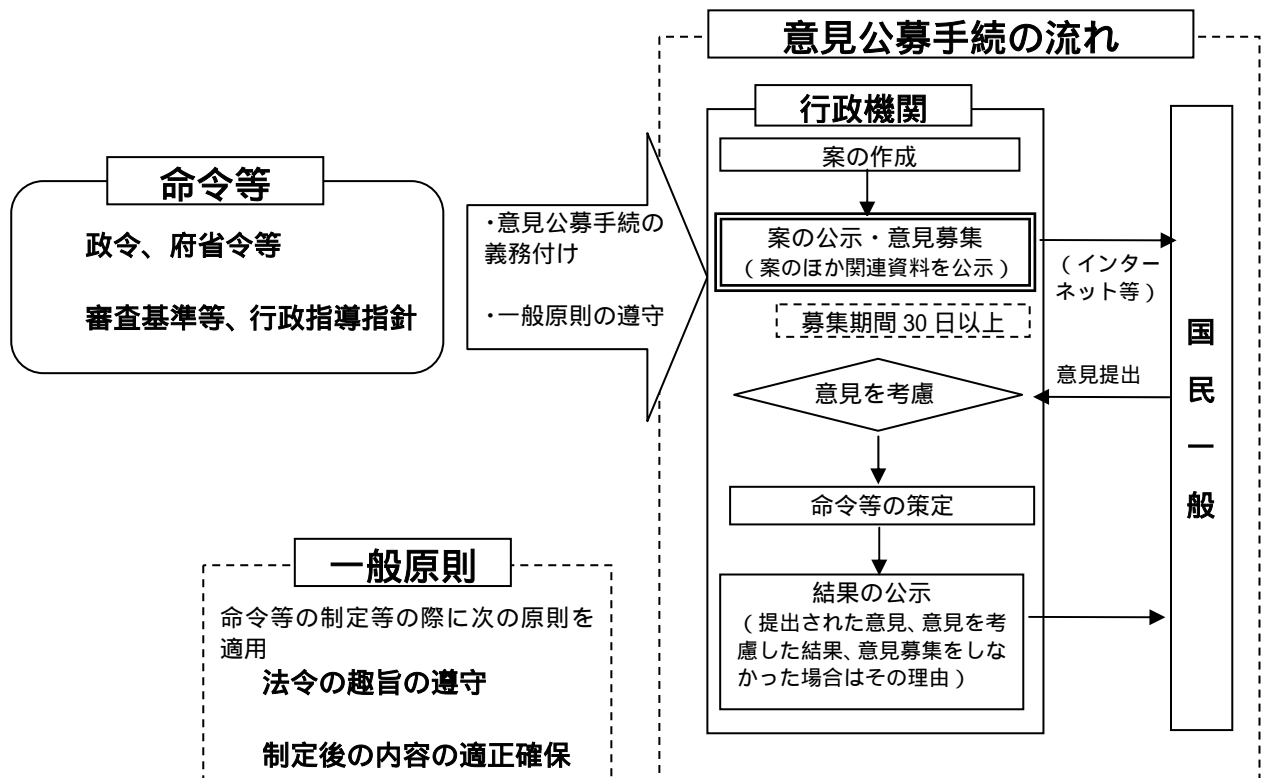 意見公募手続の流れ
命令等
政令、府省令等
審査基準等、行政指導指針
・意見公募手続の
義務付け
・一般原則の遵守
行政機関
案の作成
案の公示・意見募集
（案のほか関連資料を公示）
募集期間 30 日以上
意見を考慮
命令等の策定
結果の公示
（提出された意見、意見を考
慮した結果、意見募集をしな
かった場合はその理由）
（インター
ネット等）
意見提出
国民一般
一般原則
命令等の制定等の際に次の原則を
適用
法令の趣旨の遵守
制定後の内容の適正確保